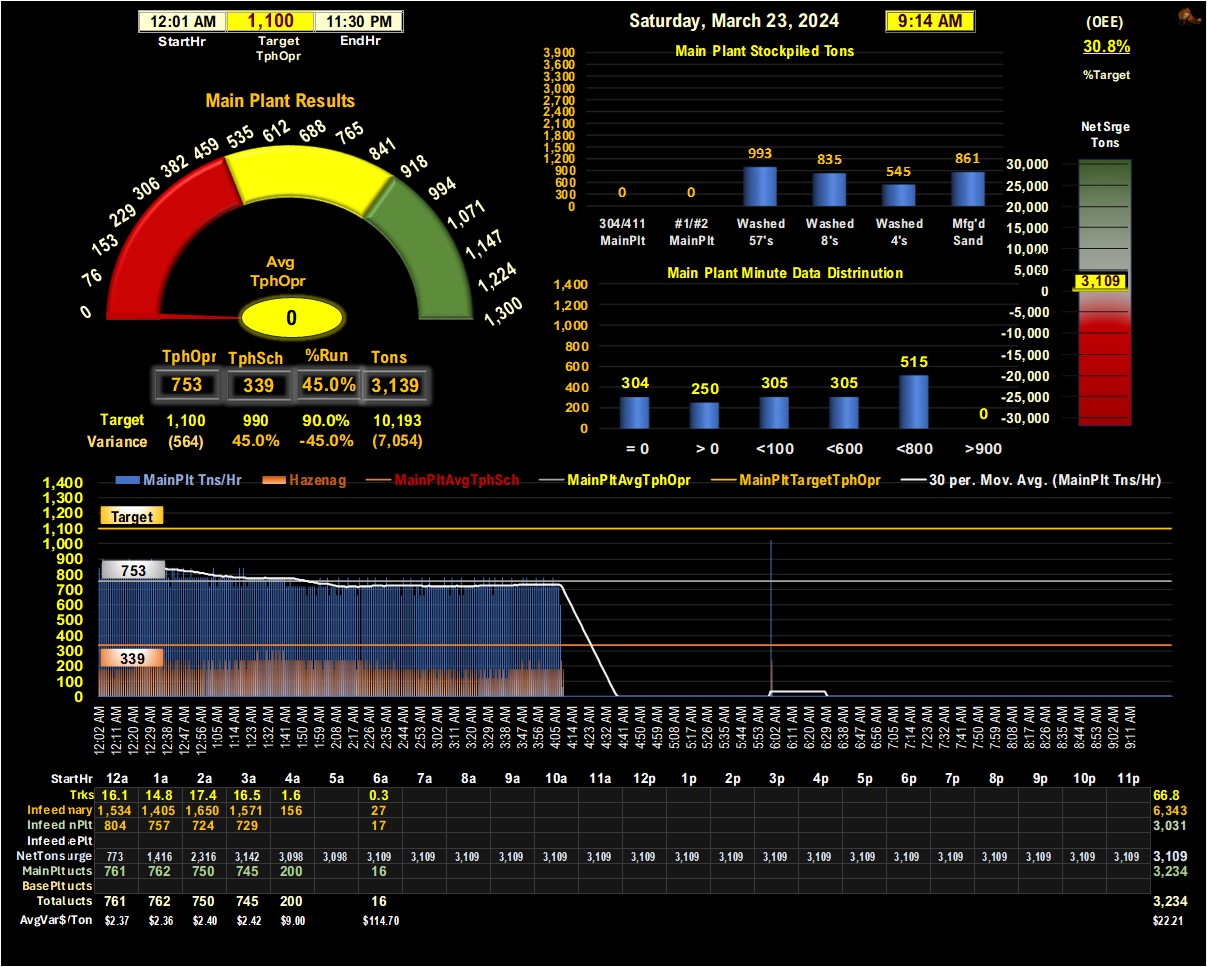 12:01 AM 1,100 11:30 PM
StartHr Target TphOpr EndHr
Saturday, March 23, 2024 9:14 AM
(OEE)
30.8%
%Target
Main Plant Results
0 76 153 229 306 382 459 535 612 688 765 841 918 994 1,071 1,147 1,224 1,300
Avg
TphOpr
0
TphOpr TphSch %Run Tons
753 339 45.0% 3,139
Target 1,100 990 90.0% 10,193
Variance (564) 45.0% -45.0% (7,054)
Main Plant Stockpiled Tons
3,900
3,600
3,300
3,000
2,700
2,400
2,100
1,800
1,500
1,200
900
600
300
0
0 0 993 835 545 861
304/411 #1/#2 Washed Washed Washed Mfg'd
MainPlt MainPlt 57's 8's 4's Sand
Main Plant Minute Data Distrinution
1,400
1,200
1,000
800
600
400
200
0
304 250 305 305 515 0
= 0 > 0 <100 <600 <800 >900
Net Srge
Tons
30,000
25,000
20,000
15,000
10,000
5,000
3,109
0
-5,000
-10,000
-15,000
-20,000
-25,000
-30,000
MainPlt Tns/Hr Hazenag MainPltAvgTphSch MainPltAvgTphOpr MainPltTargetTphOpr 30 per. Mov. Avg. (MainPlt Tns/Hr)
1,400
1,300
1,200
1,100
1,000
900
800
700
600
500
400
300
200
100
0
Target
753
339
12:02 AM 12:11 AM 12:20 AM 12:29 AM 12:38 AM 12:47 AM 12:56 AM 1:05 AM 1:14 AM 1:23 AM 1:32 AM 1:41 AM 1:50 AM 1:59 AM 2:08 AM 2:17 AM 2:26 AM 2:35 AM 2:44 AM 2:53 AM 3:02 AM 3:11 AM 3:20 AM 3:29 AM 3:38 AM 3:47 AM 3:56 AM 4:05 AM 4:14 AM 4:23 AM 4:32 AM 4:41 AM 4:50 AM 4:59 AM 5:08 AM 5:17 AM 5:26 AM 5:35 AM 5:44 AM 5:53 AM 6:02 AM 6:11 AM 6:20 AM 6:29 AM 6:38 AM 6:47 AM 6:56 AM 7:05 AM 7:14 AM 7:23 AM 7:32 AM 7:41 AM 7:50 AM 7:59 AM 8:08 AM 8:17 AM 8:26 AM 8:35 AM 8:44 AM 8:53 AM 9:02 AM 9:11 AM
StartHr 12a 1a 2a 3a 4a 5a 6a 7a 8a 9a 10a 11a 12p 1p 2p 3p 4p 5p 6p 7p 8p 9p 10p 11p
Trks 16.1 14.8 17.4 16.5 1.6 0.3 66.8
Infeed nary 1,534 1,405 1,650 1,571 156 27 6,343
Infeed nPlt 804 757 724 729 17 3,031
Infeed ePlt
NetTons urge 773 1,416 2,316 3,142 3,098 3,098 3,109 3,109 3,109 3,109 3,109 3,109 3,109 3,109 3,109 3,109 3,109 3,109 3,109 3,109 3,109 3,109 3,109 3,109 3,109
MainPlt ucts 761 762 750 745 200 16 3,234
BasePlt ucts
Total ucts 761 762 750 745 200 16 3,234
AvgVar$/Ton $2.37 $2.36 $2.40 $2.42 $9.00 $114.70 $22.21